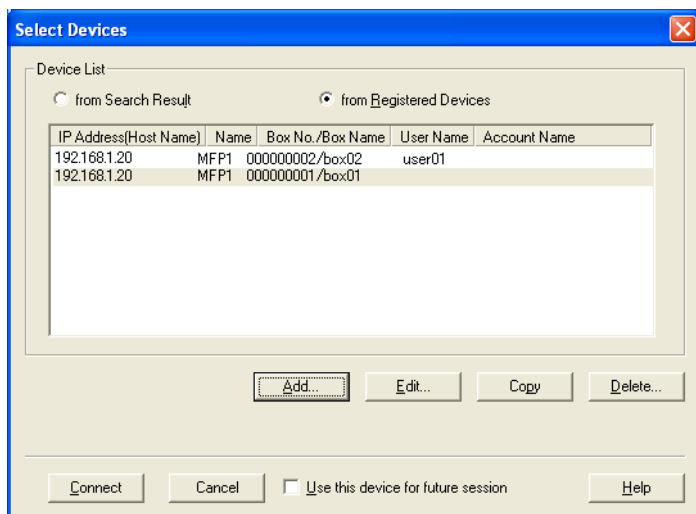 Select Devices
Device List
from Search Result from Registered Devices
IP Address(Host Name) Name Box No./Box Name User Name Account Name
192.168.1.20 MFP1 000000002/box02 user01
192.168.1.20 MFP1 000000001/box01
Add... Edit... Copy Delete...
Connect Cancel Use this device for future session Help